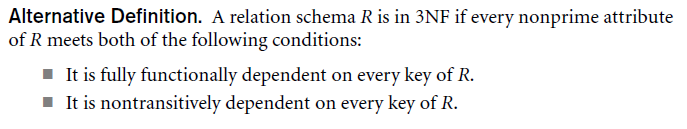 Alternative Definition. A relation schema R is in 3NF if every nonprime attribute
of R meets both of the following conditions:
■ It is fully functionally dependent on every key of R.
■ It is nontransitively dependent on every key of R.